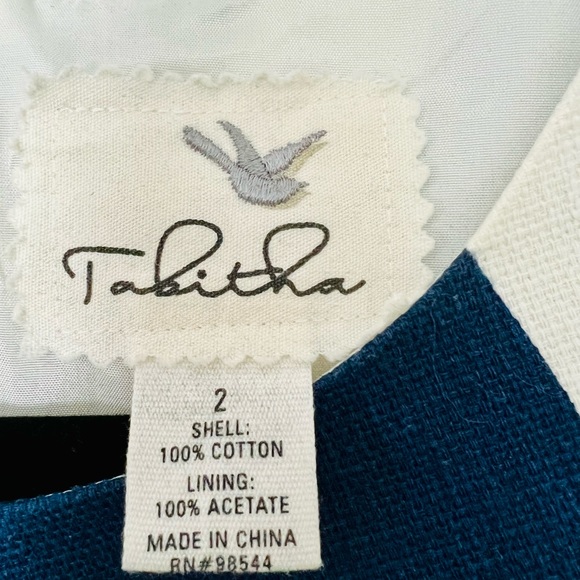 Tabitha
2
SHELL:
100% COTTON
LINING:
100% ACETATE
MADE IN CHINA
RN#98544